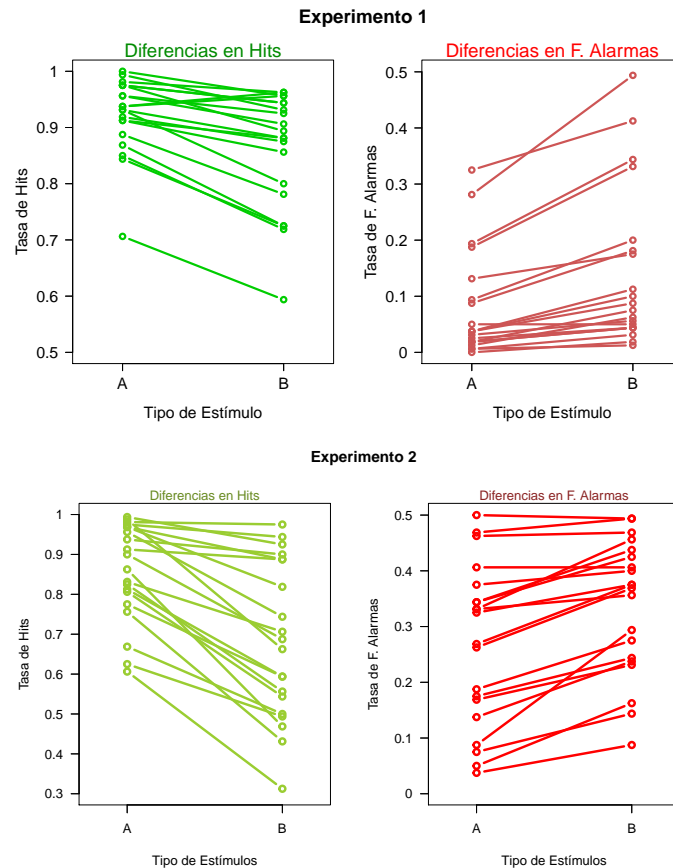 Experimento 1
Diferencias en Hits
Diferencias en F. Alarmas
Tasa de Hits
1
0.9
0.8
0.7
0.6
0.5
A
B
Tipo de Estímulo
Tasa de F. Alarmas
0.5
0.4
0.3
0.2
0.1
0
A
B
Tipo de Estímulo
Experimento 2
Diferencias en Hits
Diferencias en F. Alarmas
Tasa de Hits
1
0.9
0.8
0.7
0.6
0.5
0.4
0.3
A
B
Tipo de Estímulos
Tasa de F. Alarmas
0.5
0.4
0.3
0.2
0.1
0
A
B
Tipo de Estímulos